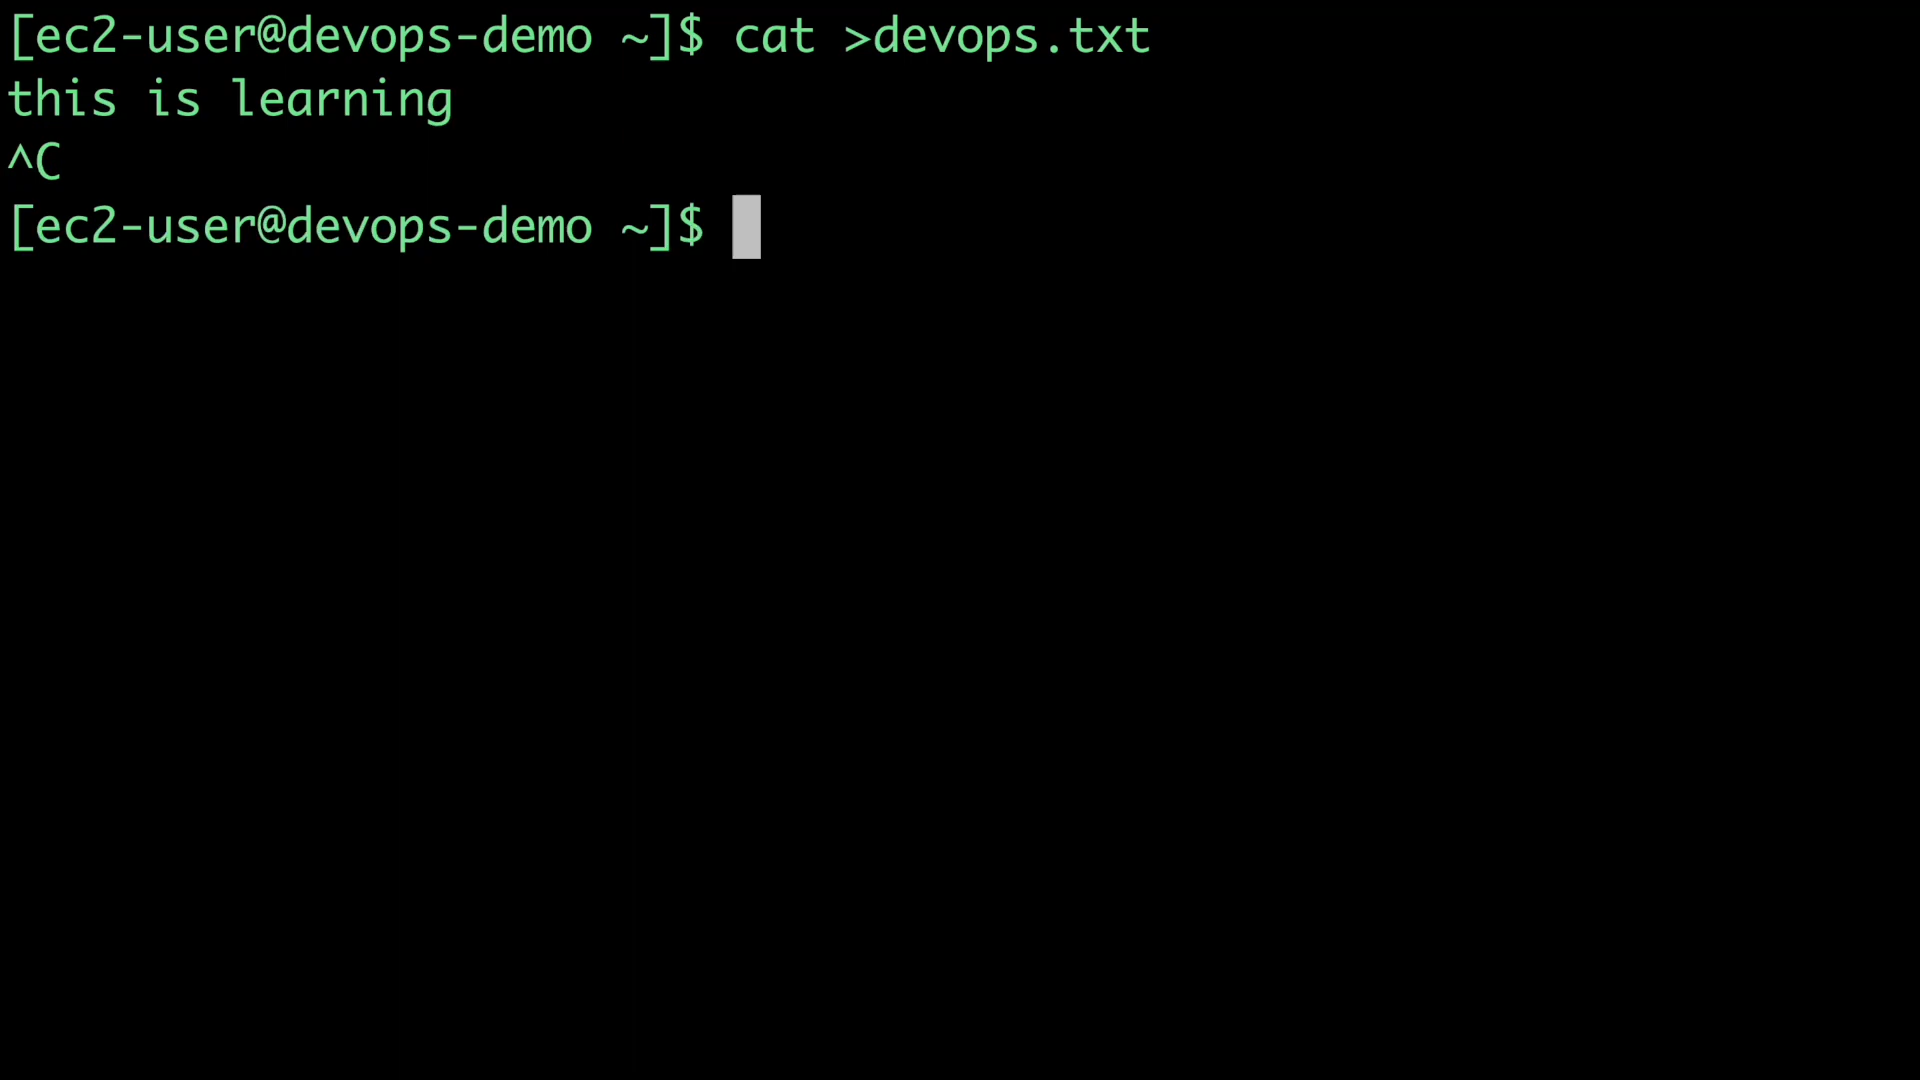 [ec2-user@devops-demo ~]$ cat >devops.txt
this is learning
^C
[ec2-user@devops-demo ~]$